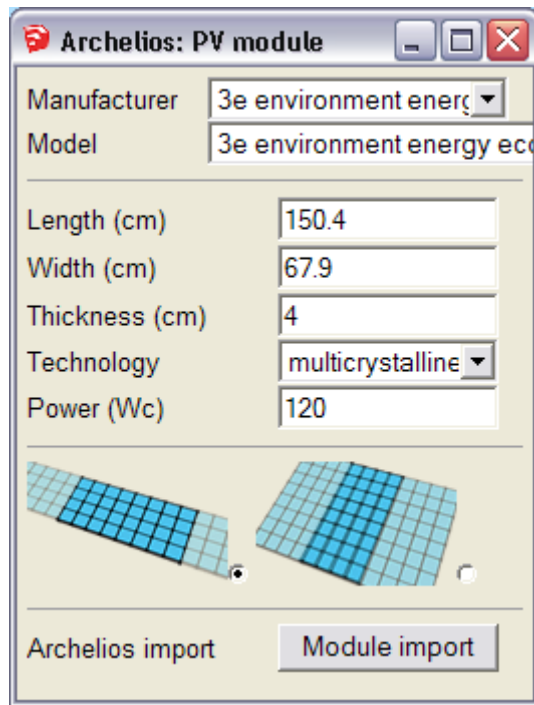 Archelios: PV module
Manufacturer 3e environment energ
Model 3e environment energy eco
Length (cm) 150.4
Width (cm) 67.9
Thickness (cm) 4
Technology multicrystalline
Power (Wc) 120
Archelios import Module import